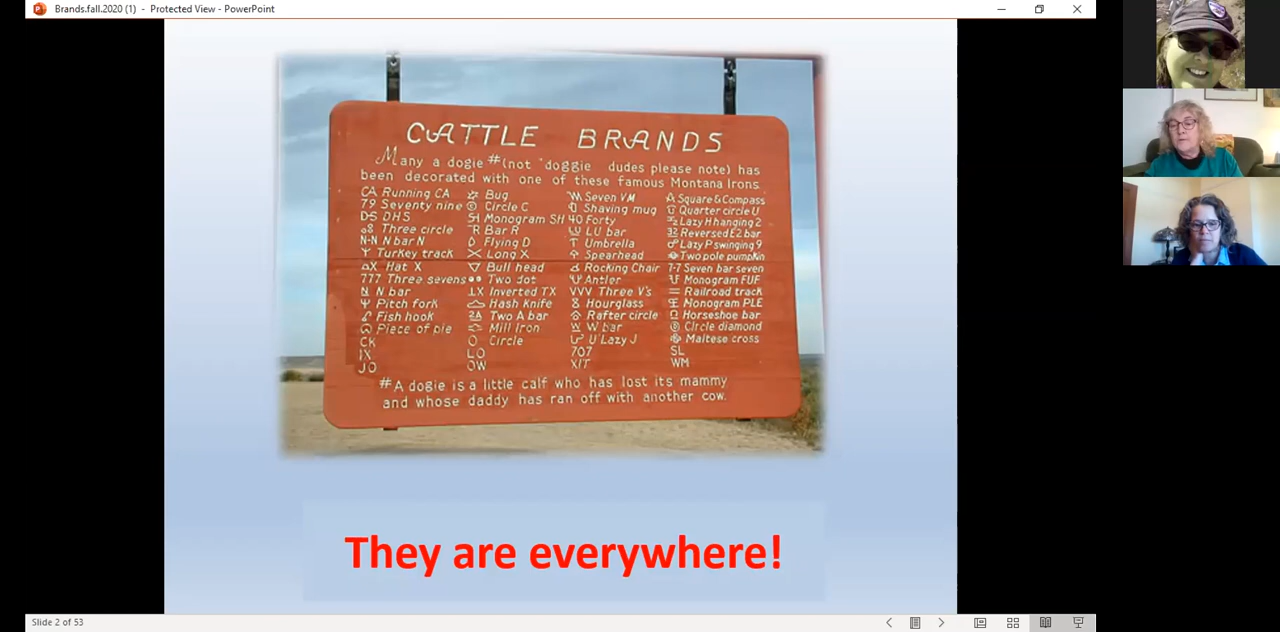 Brands.fall.2020 (1) - Protected View - PowerPoint
CATTLE BRANDS
Many a dogie #(not "doggie dudes please note) has
been decorated with one of these famous Montana Irons.
CA Running CA Bug Seven VM Square & Compass
79 Seventy nine Circle C Shaving mug Quarter circle U
DS DHS Monogram SH 40 Forty Lazy H hanging 2
Three circle Bar R LU bar Reversed E2 bar
N-N N bar N Flying D Umbrella Lazy P swinging 9
Turkey track Long X Spearhead Two pole pumpkin
Hat X Bull head Rocking Chair 7-7 Seven bar seven
777 Three sevens Two dot Antler Monogram FUF
N bar Inverted TX VVV Three V's Railroad track
Pitch fork Hash Knife Hourglass Monogram PLE
Fish hook Two A bar Rafter circle Horseshoe bar
Piece of pie Mill Iron W bar Circle diamond
CK Circle U Lazy J Maltese cross
IX LO 707 SL
JO OW XIT WM
#A dogie is a little calf who has lost its mammy
and whose daddy has ran off with another cow.
They are everywhere!
Slide 2 of 53